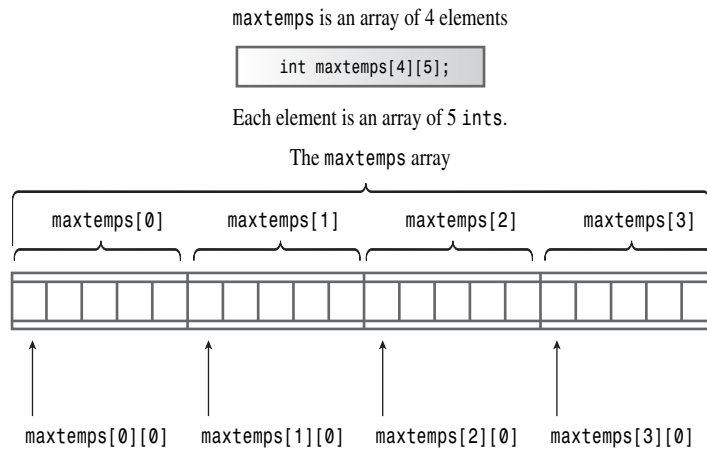 maxtemps is an array of 4 elements
int maxtemps[4][5];
Each element is an array of 5 ints.
The maxtemps array
maxtemps[0] maxtemps[1] maxtemps[2] maxtemps[3]
maxtemps[0][0] maxtemps[1][0] maxtemps[2][0] maxtemps[3][0]